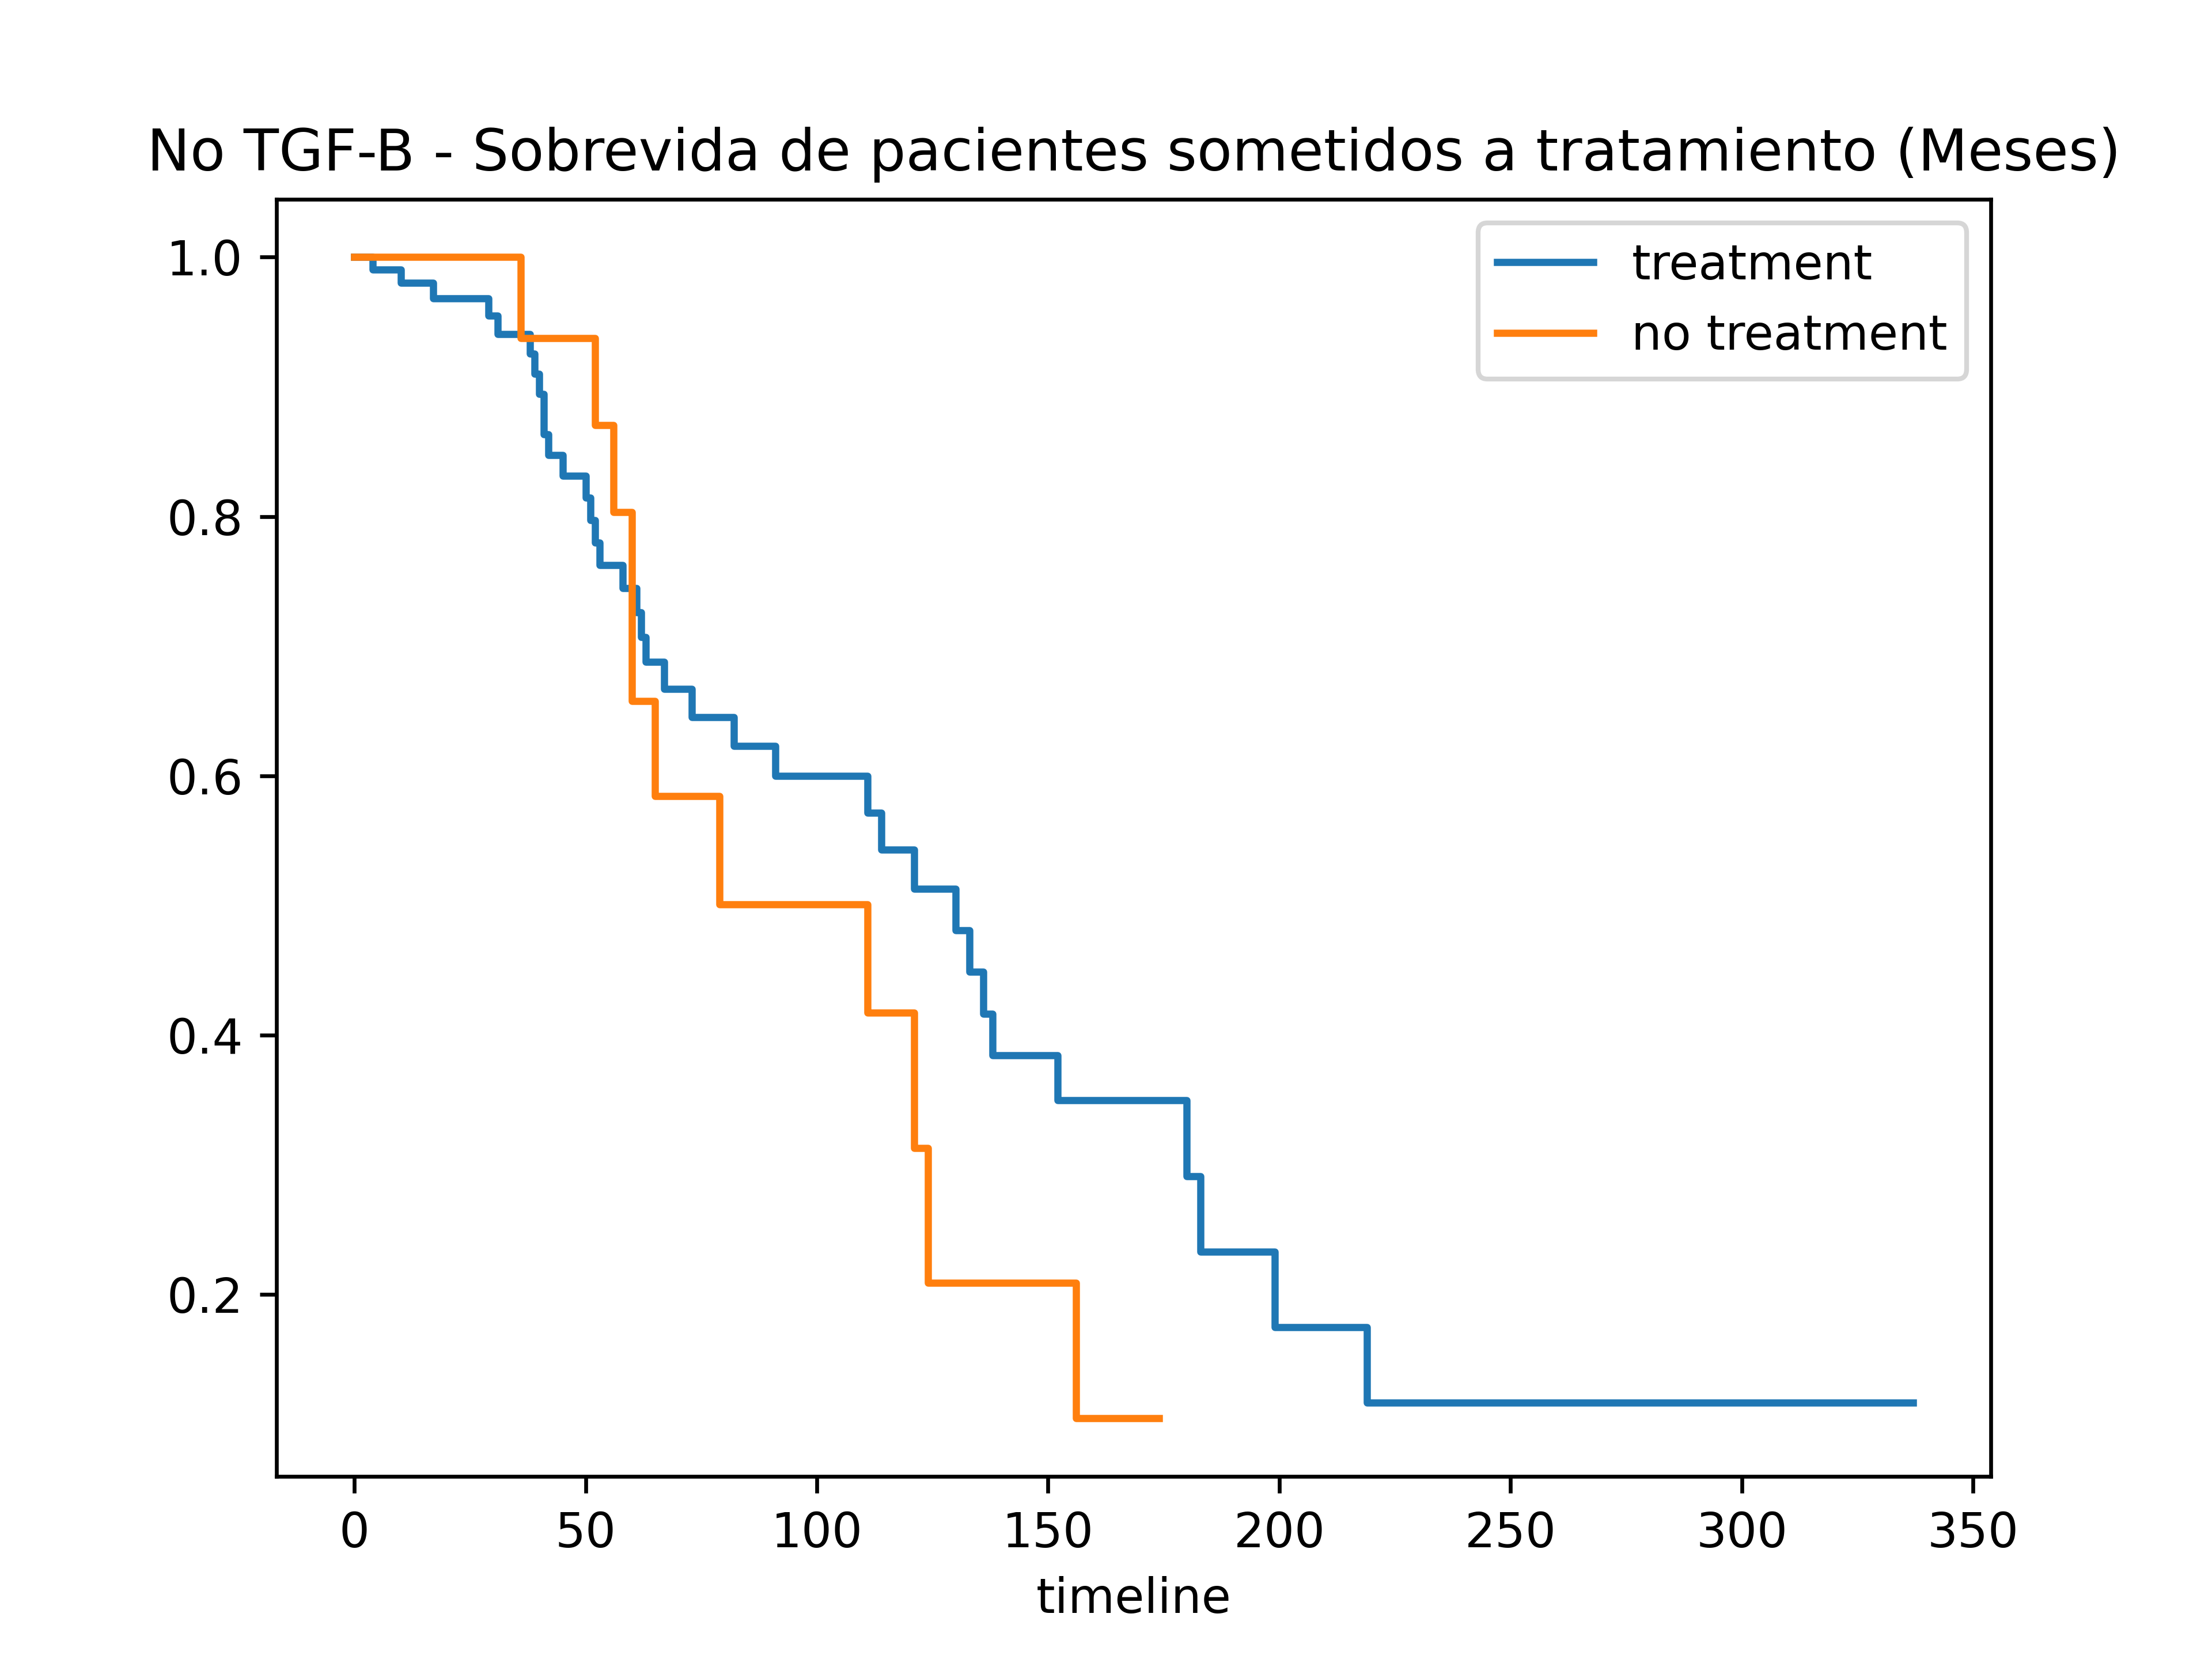 No TGF-B - Sobrevida de pacientes sometidos a tratamiento (Meses)
treatment
no treatment
1.0
0.8
0.6
0.4
0.2
0 50 100 150 200 250 300 350
timeline